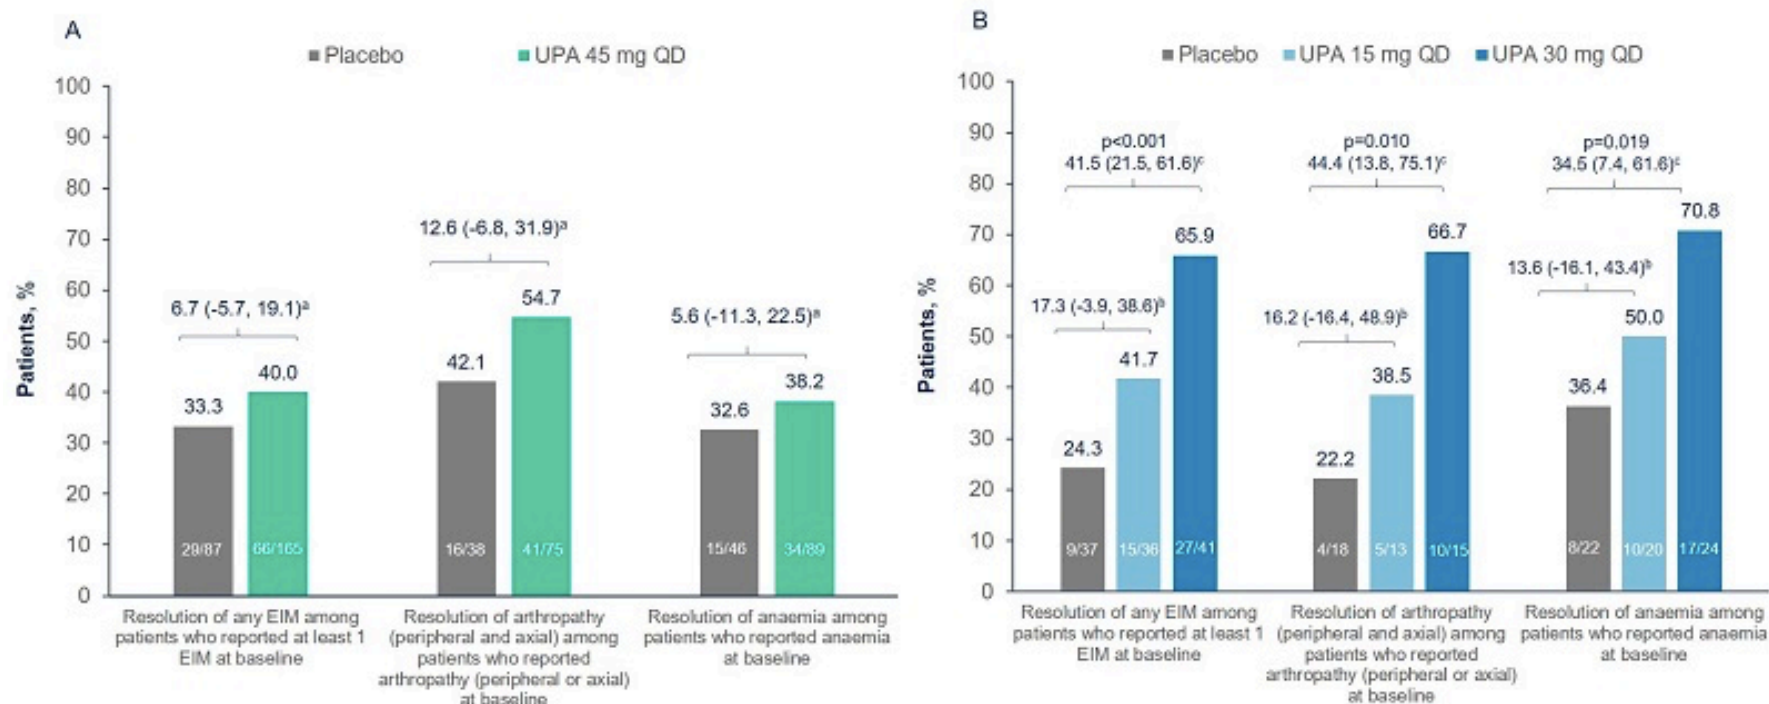 A
Placebo
UPA 45 mg QD
100
90
80
70
60
50
40
30
20
10
0
Patients, %
6.7 (-5.7, 19.1)ᵃ
33.3
40.0
29/87
66/165
12.6 (-6.8, 31.9)ᵃ
42.1
54.7
16/38
41/75
5.6 (-11.3, 22.5)ᵃ
32.6
38.2
15/46
34/89
Resolution of any EIM among
patients who reported at least 1
EIM at baseline
Resolution of arthropathy
(peripheral and axial) among
patients who reported
arthropathy (peripheral or axial)
at baseline
Resolution of anaemia among
patients who reported anaemia
at baseline
B
Placebo
UPA 15 mg QD
UPA 30 mg QD
100
90
80
70
60
50
40
30
20
10
0
Patients, %
p<0.001
41.5 (21.5, 61.6)ᶜ
17.3 (-3.9, 38.6)ᵇ
24.3
41.7
65.9
9/37
15/36
27/41
p=0.010
44.4 (13.8, 75.1)ᶜ
16.2 (-16.4, 48.9)ᵇ
22.2
38.5
66.7
4/18
5/13
10/15
p=0.019
34.5 (7.4, 61.6)ᶜ
13.6 (-16.1, 43.4)ᵇ
36.4
50.0
70.8
8/22
10/20
17/24
Resolution of any EIM among
patients who reported at least 1
EIM at baseline
Resolution of arthropathy
(peripheral and axial) among
patients who reported
arthropathy (peripheral or axial)
at baseline
Resolution of anaemia among
patients who reported anaemia
at baseline